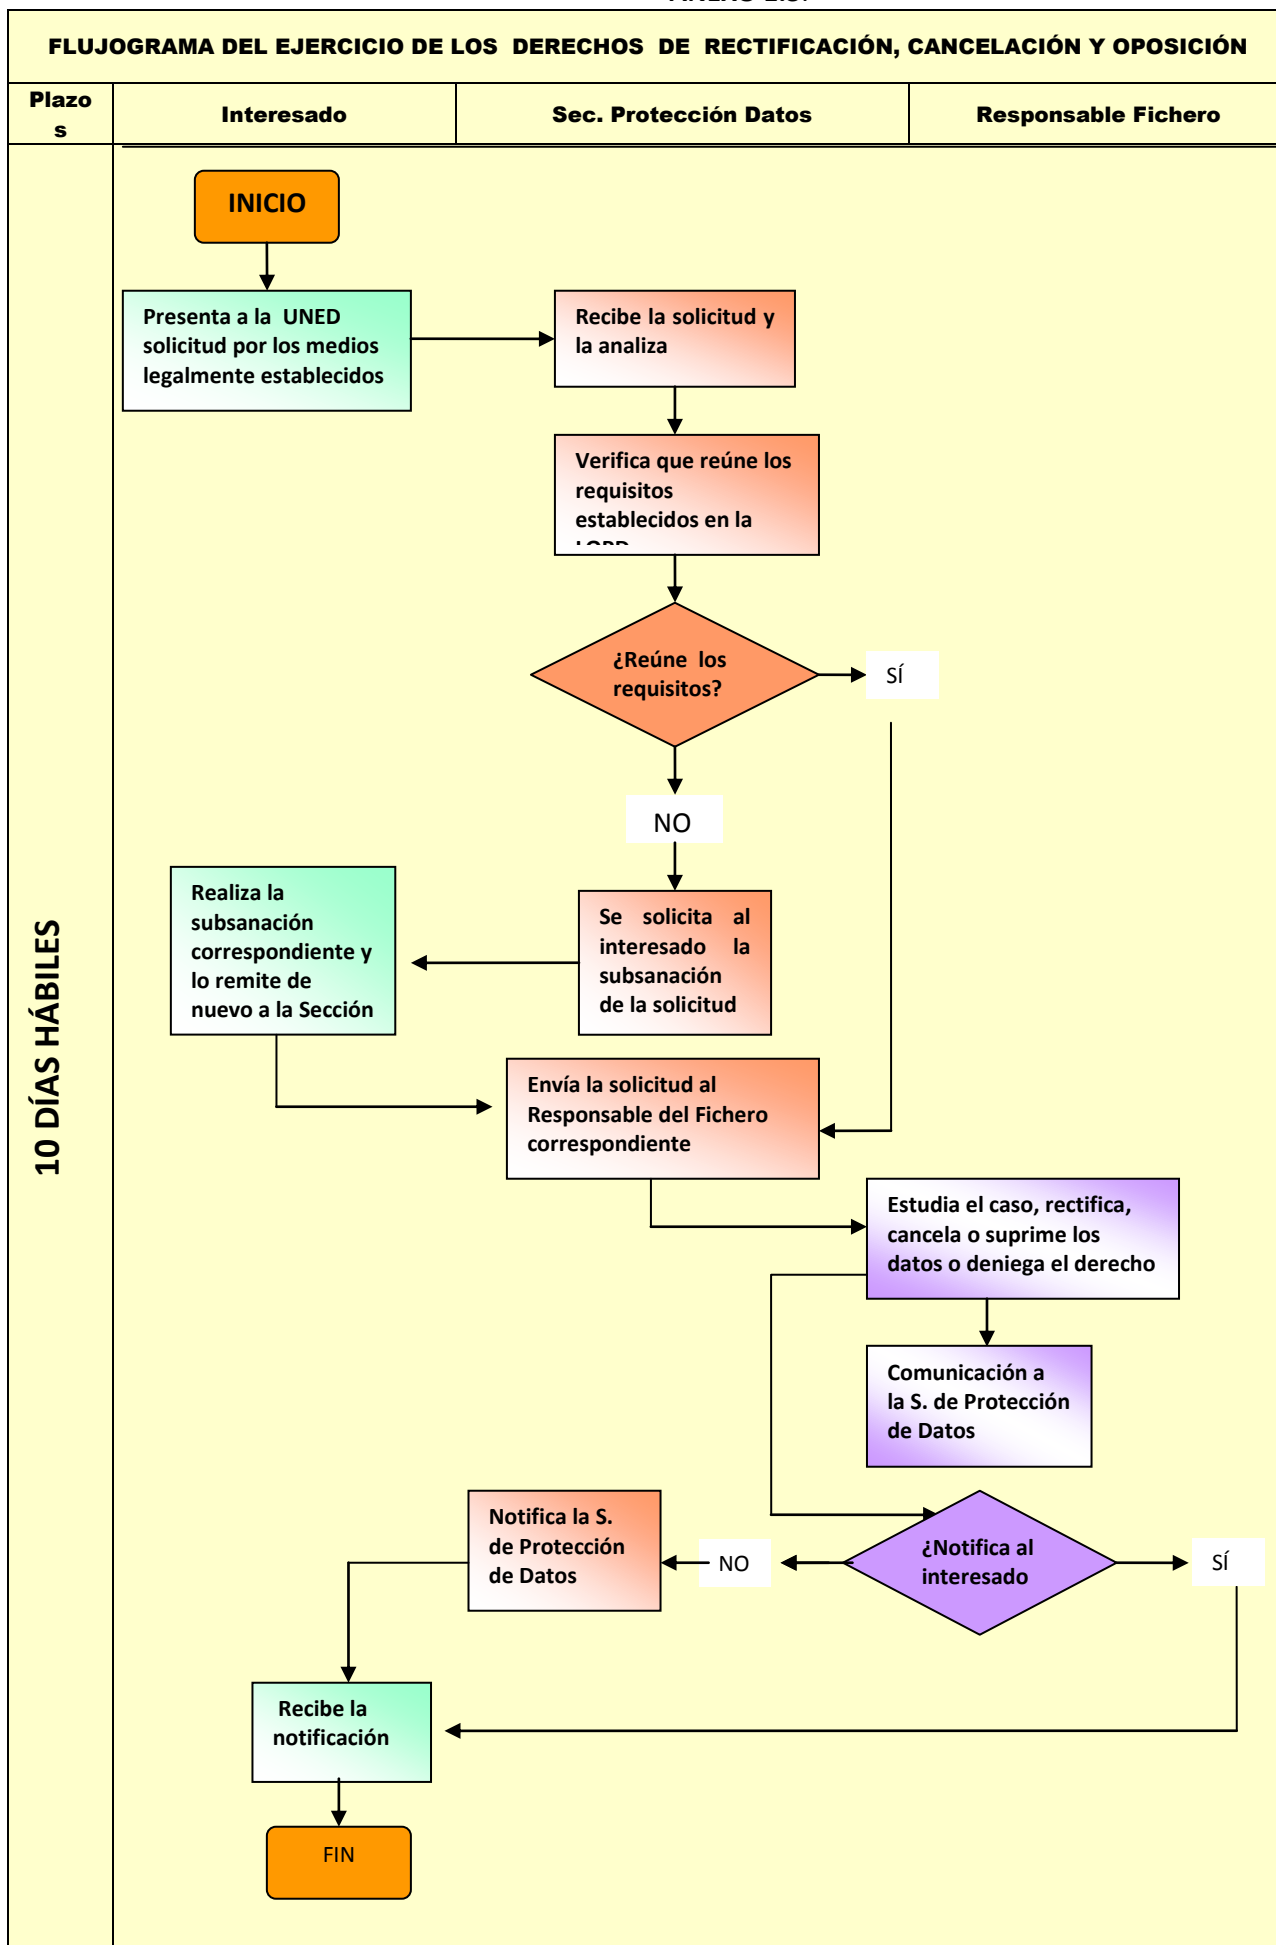 FLUJOGRAMA DEL EJERCICIO DE LOS DERECHOS DE RECTIFICACIÓN, CANCELACIÓN Y OPOSICIÓN
Plazo
s
Interesado
Sec. Protección Datos
Responsable Fichero
INICIO
Presenta a la UNED
solicitud por los medios
legalmente establecidos
Recibe la solicitud y
la analiza
Verifica que reúne los
requisitos
establecidos en la
¿Reúne los
requisitos?
SÍ
NO
Realiza la
subsanación
correspondiente y
lo remite de
nuevo a la Sección
Se solicita al
interesado la
subsanación
de la solicitud
10 DÍAS HÁBILES
Envía la solicitud al
Responsable del Fichero
correspondiente
Estudia el caso, rectifica,
cancela o suprime los
datos o deniega el derecho
Comunicación a
la S. de Protección
de Datos
Notifica la S.
de Protección
de Datos
NO
¿Notifica al
interesado
SÍ
Recibe la
notificación
FIN